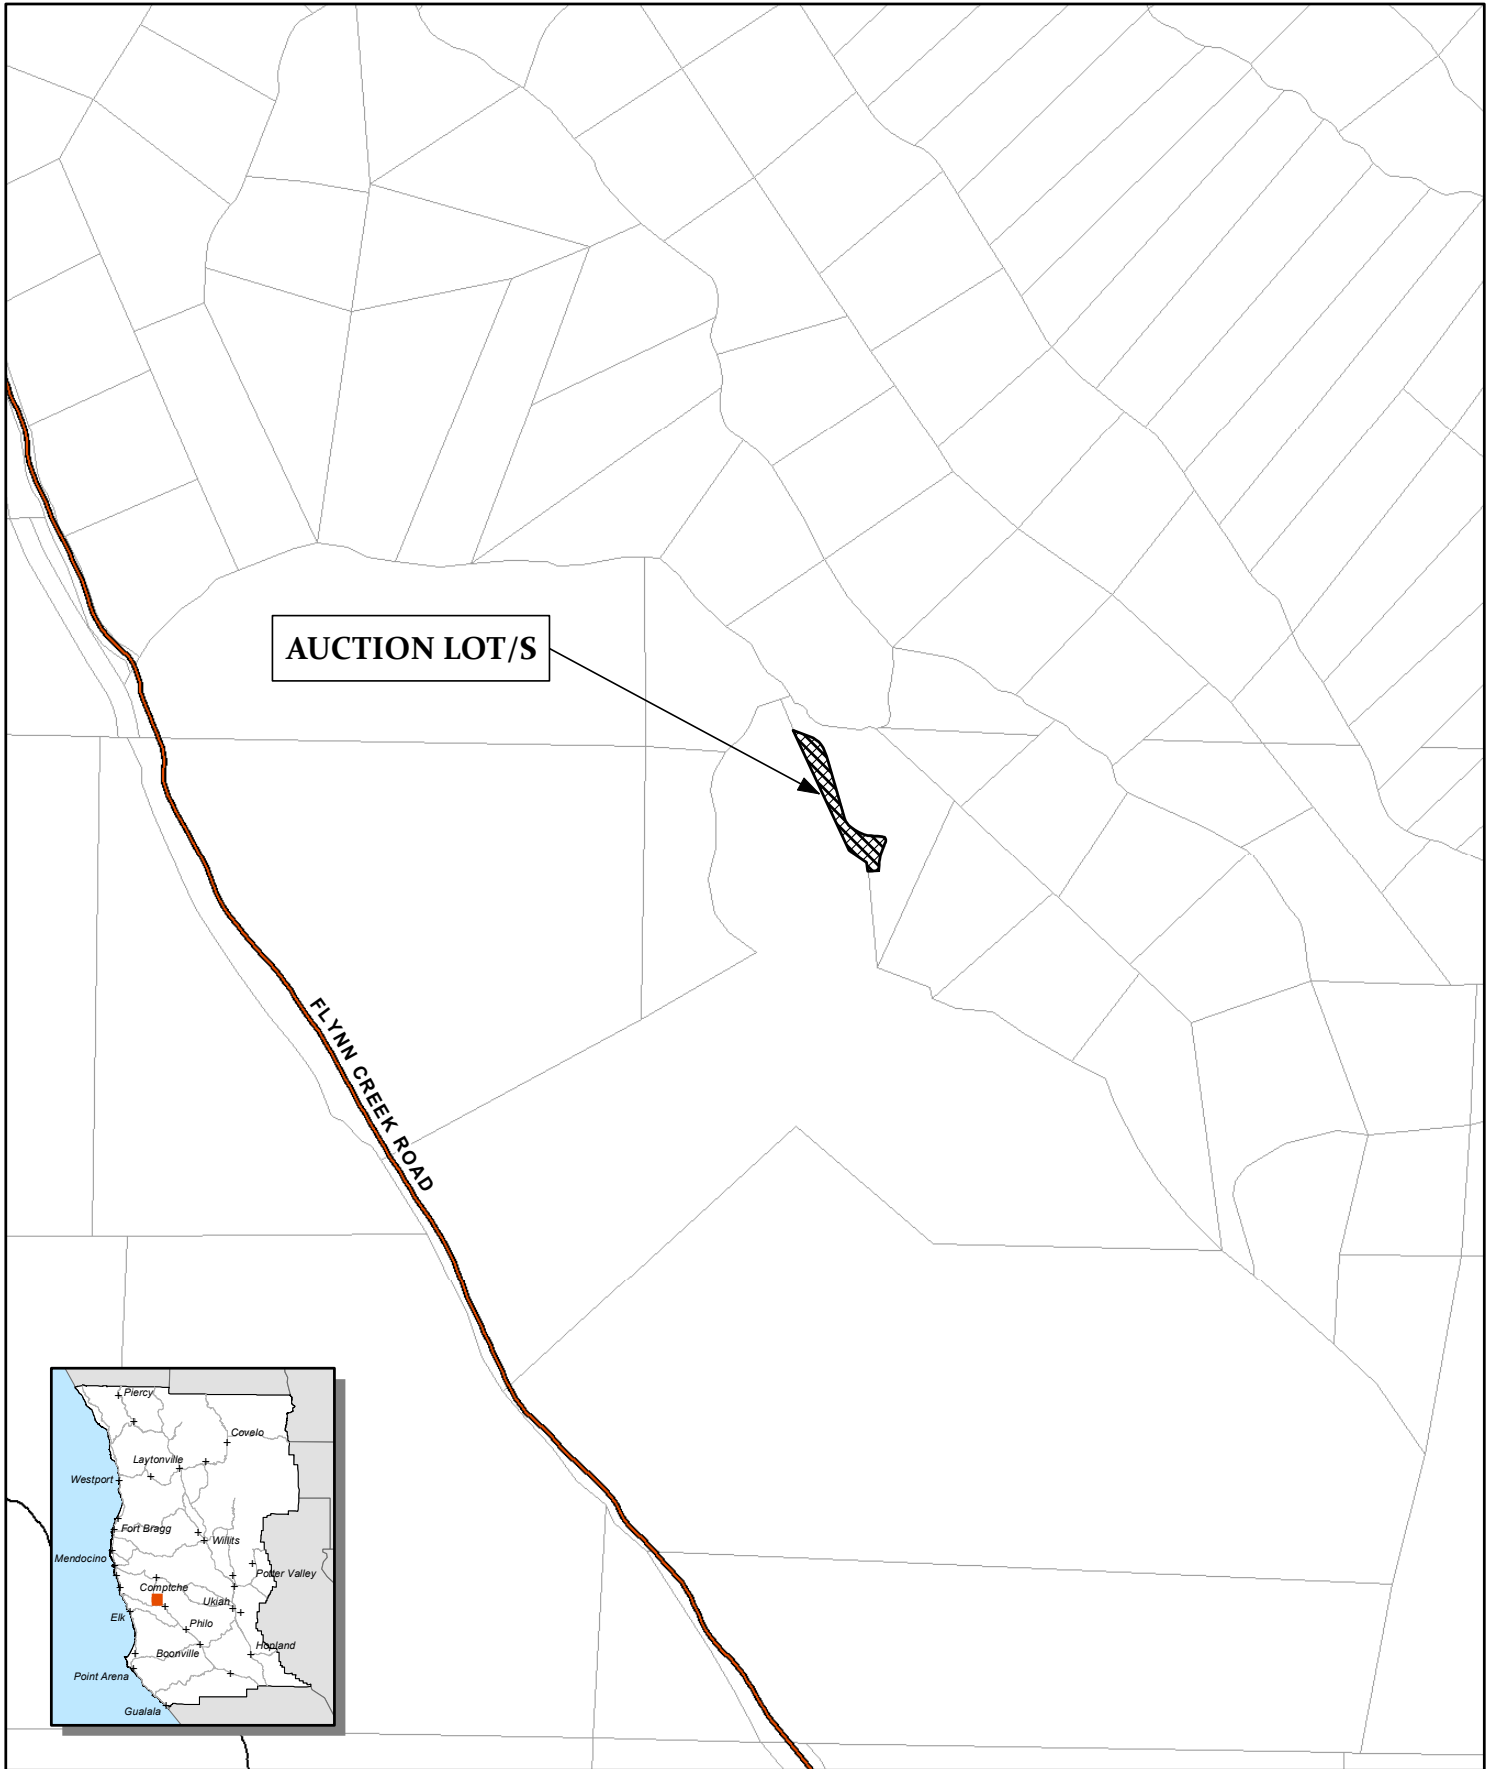 AUCTION LOT/S
FLYNN CREEK ROAD
Piercy
Covelo
Laytonville
Westport
Fort Bragg
Willits
Mendocino
Potter Valley
Comptche
Ukiah
Elk
Philo
Hopland
Boonville
Point Arena
Gualala